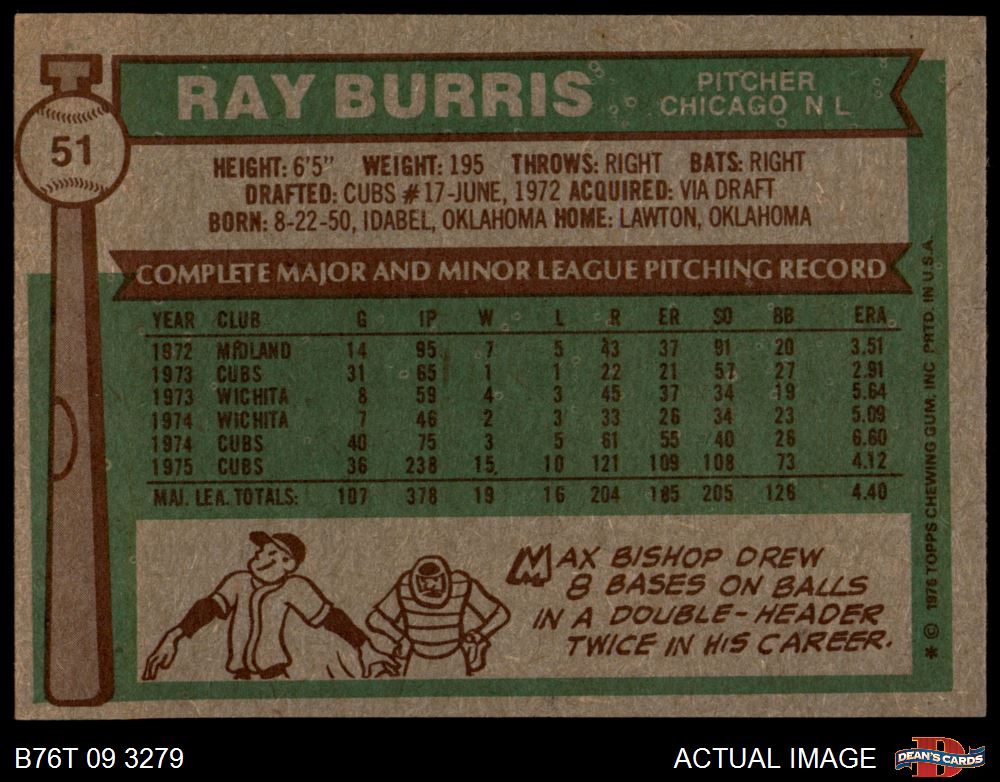 RAY BURRIS
PITCHER
CHICAGO N L
51
HEIGHT: 6'5" WEIGHT: 195 THROWS: RIGHT BATS: RIGHT
DRAFTED: CUBS #17-JUNE, 1972 ACQUIRED: VIA DRAFT
BORN: 8-22-50, IDABEL, OKLAHOMA HOME: LAWTON, OKLAHOMA
COMPLETE MAJOR AND MINOR LEAGUE PITCHING RECORD
YEAR CLUB G IP W L R ER SO BB ERA
1972 MIDLAND 14 95 7 5 43 37 91 20 3.51
1973 CUBS 31 65 1 1 22 21 57 27 2.91
1973 WICHITA 8 59 4 3 45 37 34 19 5.64
1974 WICHITA 7 46 2 3 33 26 34 23 5.09
1974 CUBS 40 75 3 5 61 55 40 26 6.60
1975 CUBS 36 238 15 10 121 109 108 73 4.12
MAJ. LEA. TOTALS: 107 378 19 16 204 185 205 126 4.40
MAX BISHOP DREW
8 BASES ON BALLS
IN A DOUBLE-HEADER
TWICE IN HIS CAREER.
* © 1976 TOPPS CHEWING GUM. INC PRTD. IN U.S.A.
B76T 09 3279
ACTUAL IMAGE
DEAN'S CARDS